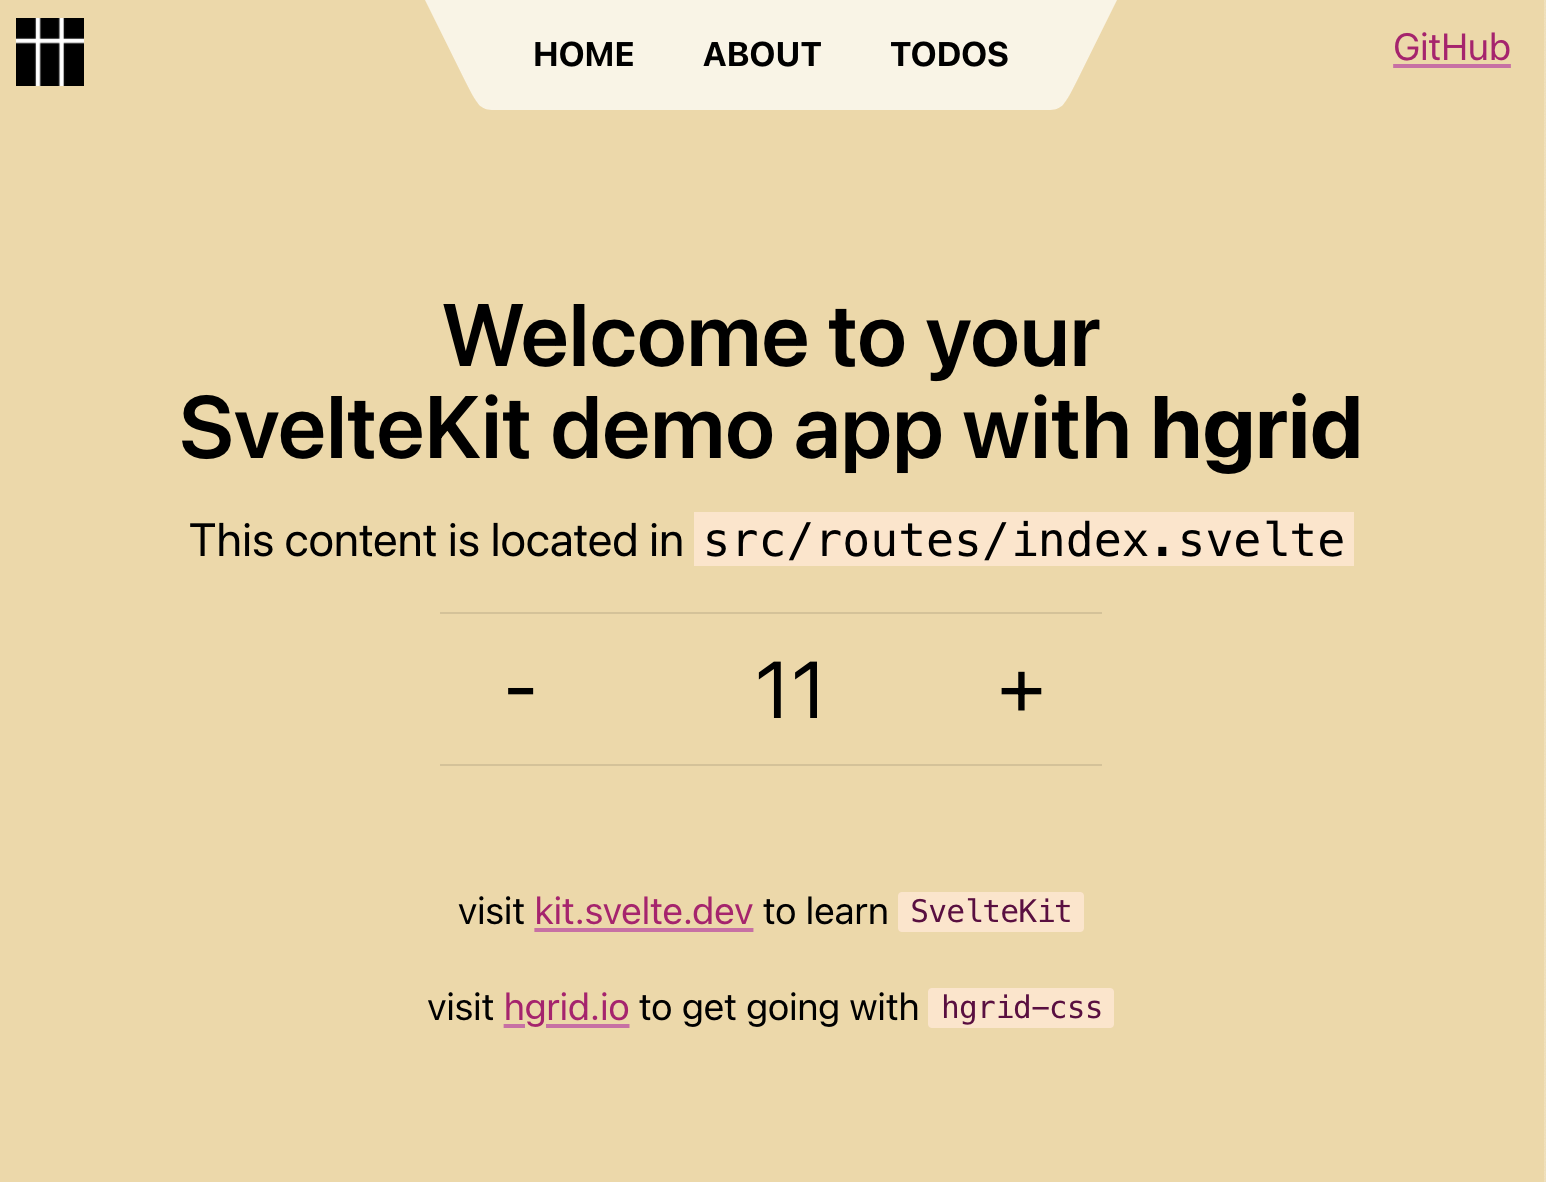 HOME ABOUT TODOS GitHub
Welcome to your
SvelteKit demo app with hgrid
This content is located in src/routes/index.svelte
- 11 +
visit kit.svelte.dev to learn SvelteKit
visit hgrid.io to get going with hgrid-css